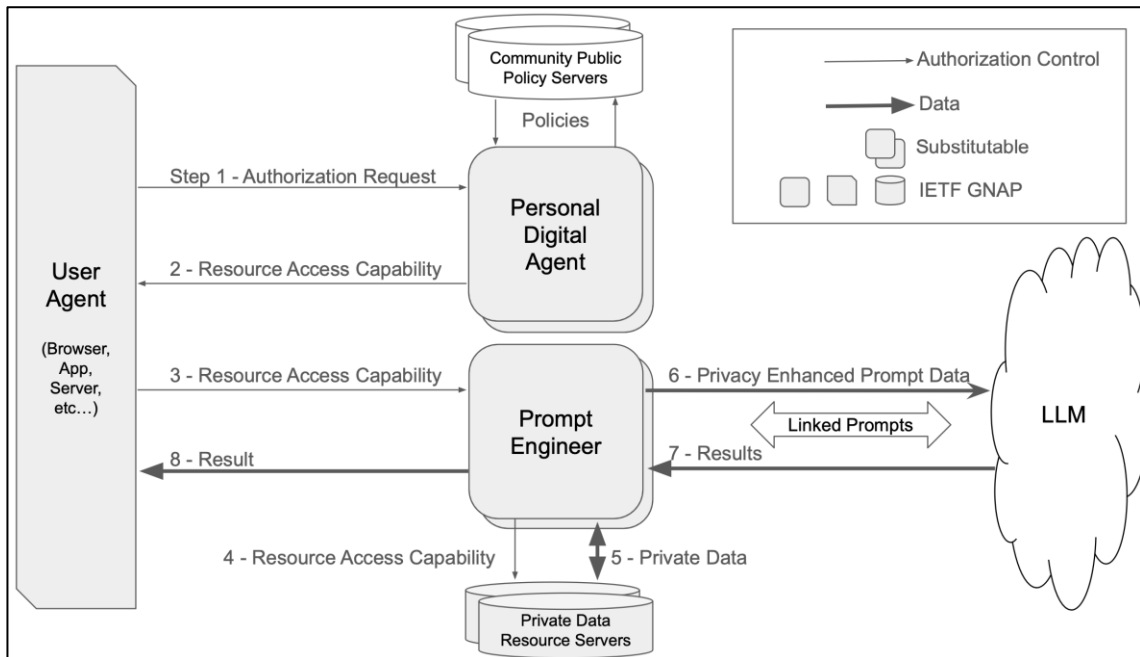 Community Public
Policy Servers
Policies
Authorization Control
Data
Substitutable
IETF GNAP
Step 1 - Authorization Request
Personal
Digital
Agent
2 - Resource Access Capability
User
Agent
(Browser,
App,
Server,
etc...)
3 - Resource Access Capability
Prompt
Engineer
6 - Privacy Enhanced Prompt Data
Linked Prompts
LLM
8 - Result
7 - Results
4 - Resource Access Capability
5 - Private Data
Private Data
Resource Servers